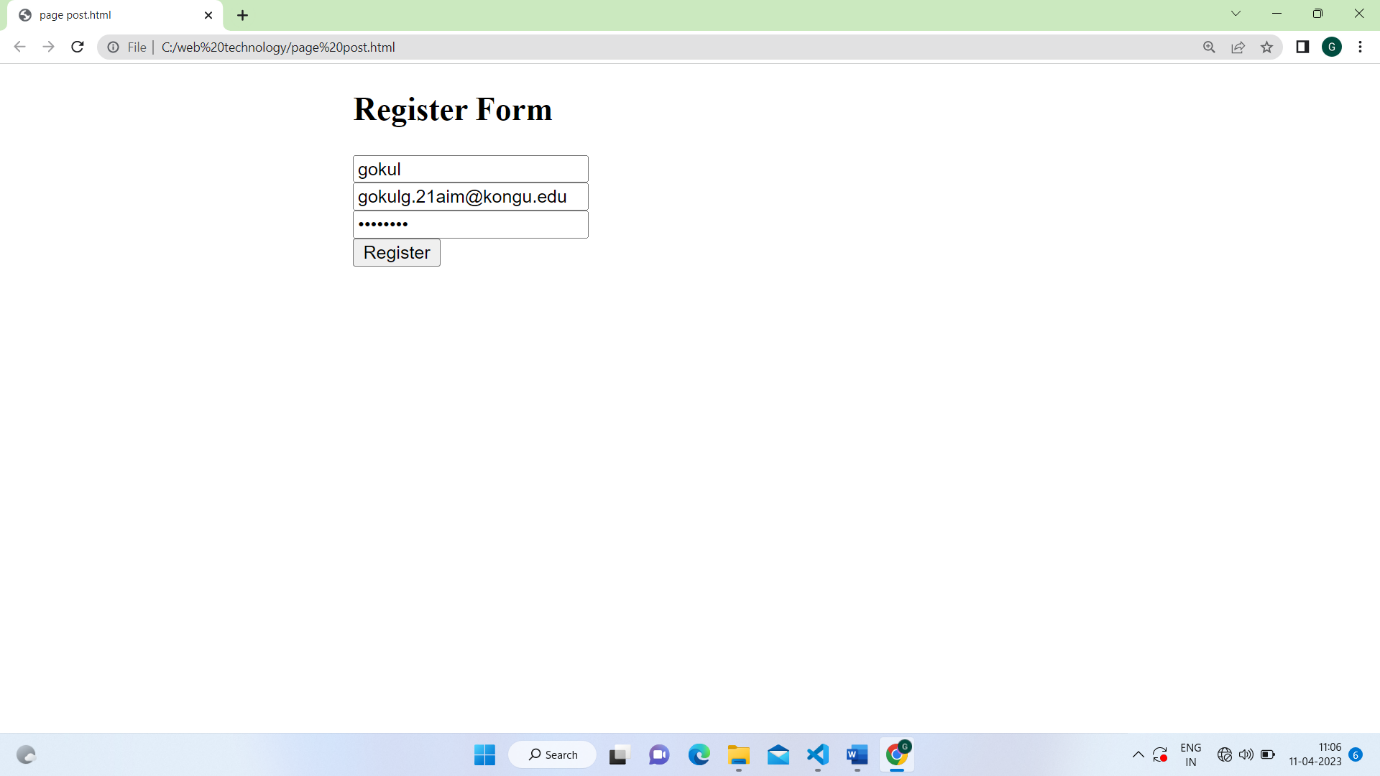 page post.html
File | C:/web%20technology/page%20post.html
G
Register Form
gokul
gokulg.21aim@kongu.edu
••••••••
Register
Search
G
ENG
IN
11:06
11-04-2023
6